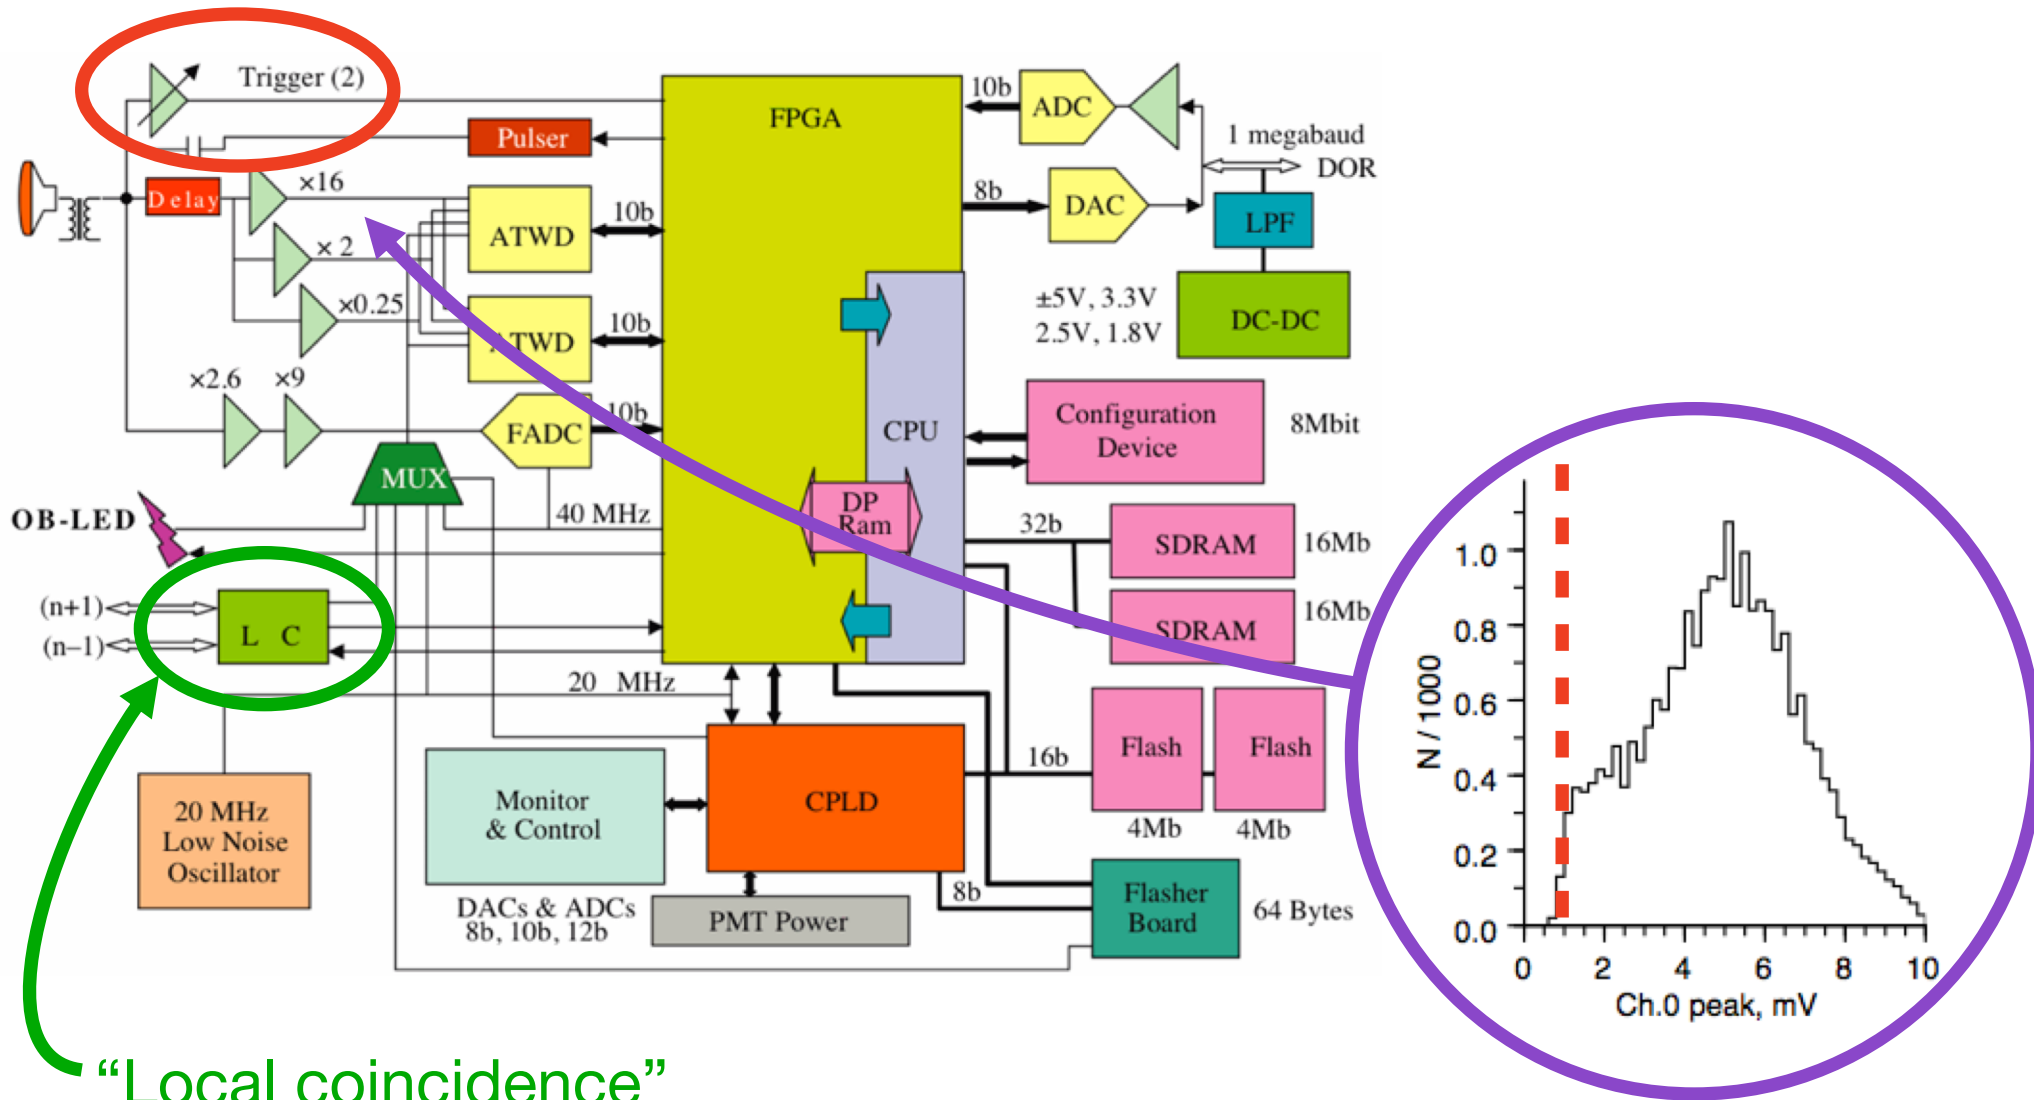 Trigger (2)
Pulser
Delay
×16
× 2
×0.25
×2.6
×9
ATWD
ATWD
FADC
10b
10b
10b
FPGA
CPU
DP
Ram
10b
ADC
8b
DAC
1 megabaud
DOR
LPF
DC-DC
±5V, 3.3V
2.5V, 1.8V
Configuration
Device
8Mbit
MUX
OB-LED
40 MHz
(n+1)
(n–1)
L C
20 MHz
32b
SDRAM
16Mb
SDRAM
16Mb
Flash
Flash
16b
4Mb
4Mb
20 MHz
Low Noise
Oscillator
Monitor
& Control
CPLD
DACs & ADCs
8b, 10b, 12b
PMT Power
8b
Flasher
Board
64 Bytes
N / 1000
1.0
0.8
0.6
0.4
0.2
0.0
0 2 4 6 8 10
Ch.0 peak, mV
“Local coincidence”